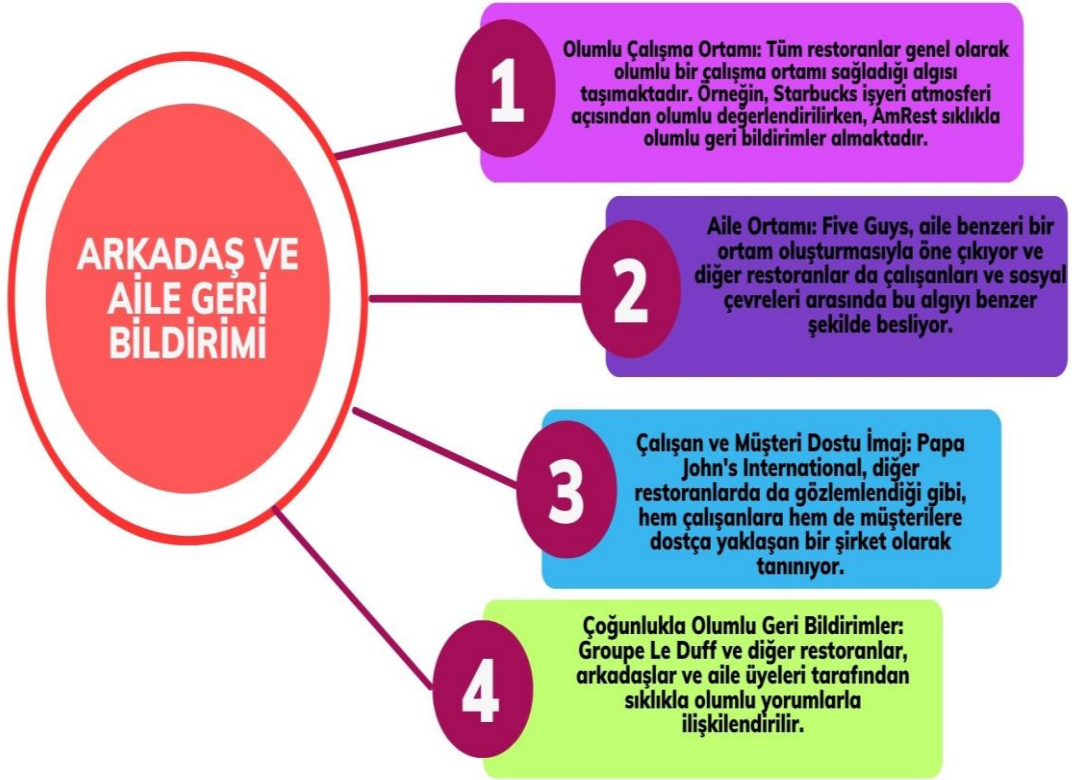 ARKADAŞ VE
AİLE GERİ
BİLDİRİMİ
1
Olumlu Çalışma Ortamı: Tüm restoranlar genel olarak
olumlu bir çalışma ortamı sağladığı algısı
taşımaktadır. Örneğin, Starbucks işyeri atmosferi
açısından olumlu değerlendirilirken, AmRest sıklıkla
olumlu geri bildirimler almaktadır.
2
Aile Ortamı: Five Guys, aile benzeri bir
ortam oluşturmasıyla öne çıkıyor ve
diğer restoranlar da çalışanları ve sosyal
çevreleri arasında bu algıyı benzer
şekilde besliyor.
3
Çalışan ve Müşteri Dostu İmaj: Papa
John's International, diğer
restoranlarda da gözlemlendiği gibi,
hem çalışanlara hem de müşterilere
dostça yaklaşan bir şirket olarak
tanınıyor.
4
Çoğunlukla Olumlu Geri Bildirimler:
Groupe Le Duff ve diğer restoranlar,
arkadaşlar ve aile üyeleri tarafından
sıklıkla olumlu yorumlarla
ilişkilendirilir.